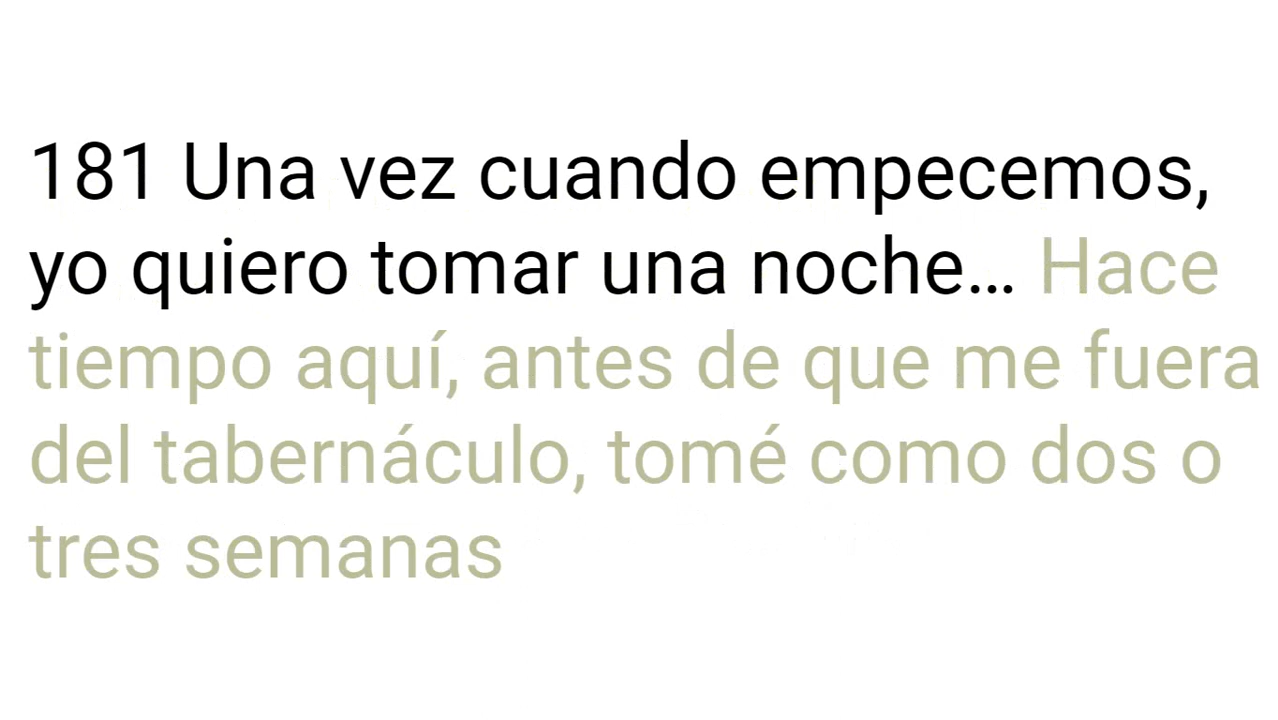 181 Una vez cuando empecemos,
yo quiero tomar una noche… Hace
tiempo aquí, antes de que me fuera
del tabernáculo, tomé como dos o
tres semanas